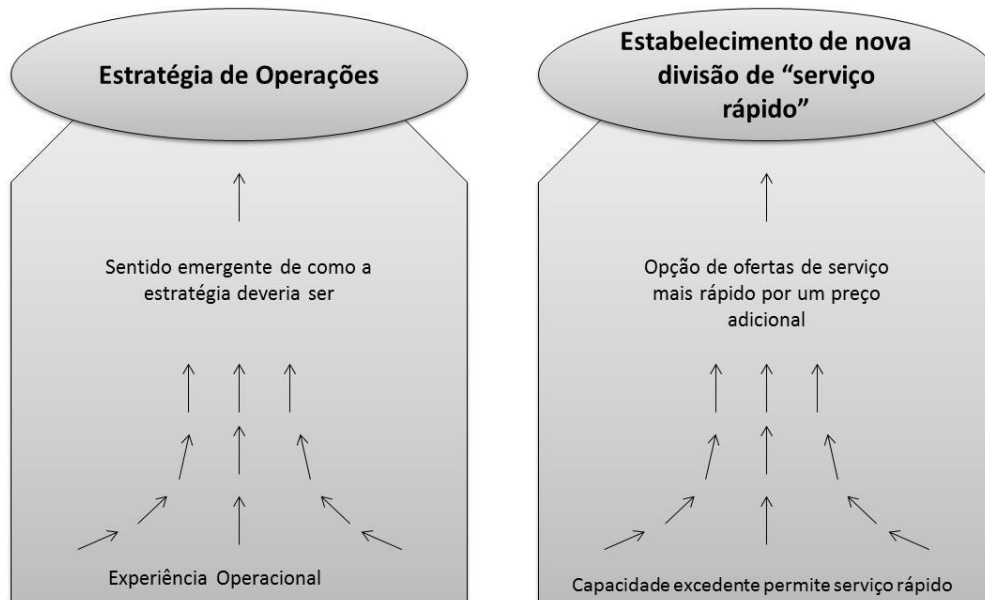 Estratégia de Operações
Sentido emergente de como a
estratégia deveria ser
Experiência Operacional
Estabelecimento de nova
divisão de “serviço
rápido”
Opção de ofertas de serviço
mais rápido por um preço
adicional
Capacidade excedente permite serviço rápido